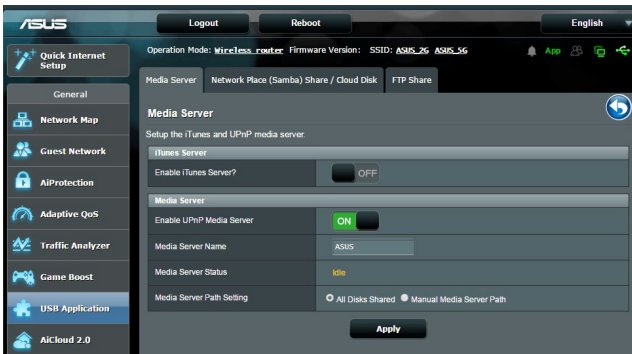 ASUS
Logout
Reboot
English
Quick Internet
Setup
Operation Mode: Wireless router Firmware Version: SSID: ASUS_2G ASUS_5G
App
Media Server
Network Place (Samba) Share / Cloud Disk
FTP Share
General
Network Map
Guest Network
AiProtection
Adaptive QoS
Traffic Analyzer
Game Boost
USB Application
AiCloud 2.0
Media Server
Setup the iTunes and UPnP media server.
iTunes Server
Enable iTunes Server?
OFF
Media Server
Enable UPnP Media Server
ON
Media Server Name
ASUS
Media Server Status
Idle
Media Server Path Setting
All Disks Shared
Manual Media Server Path
Apply